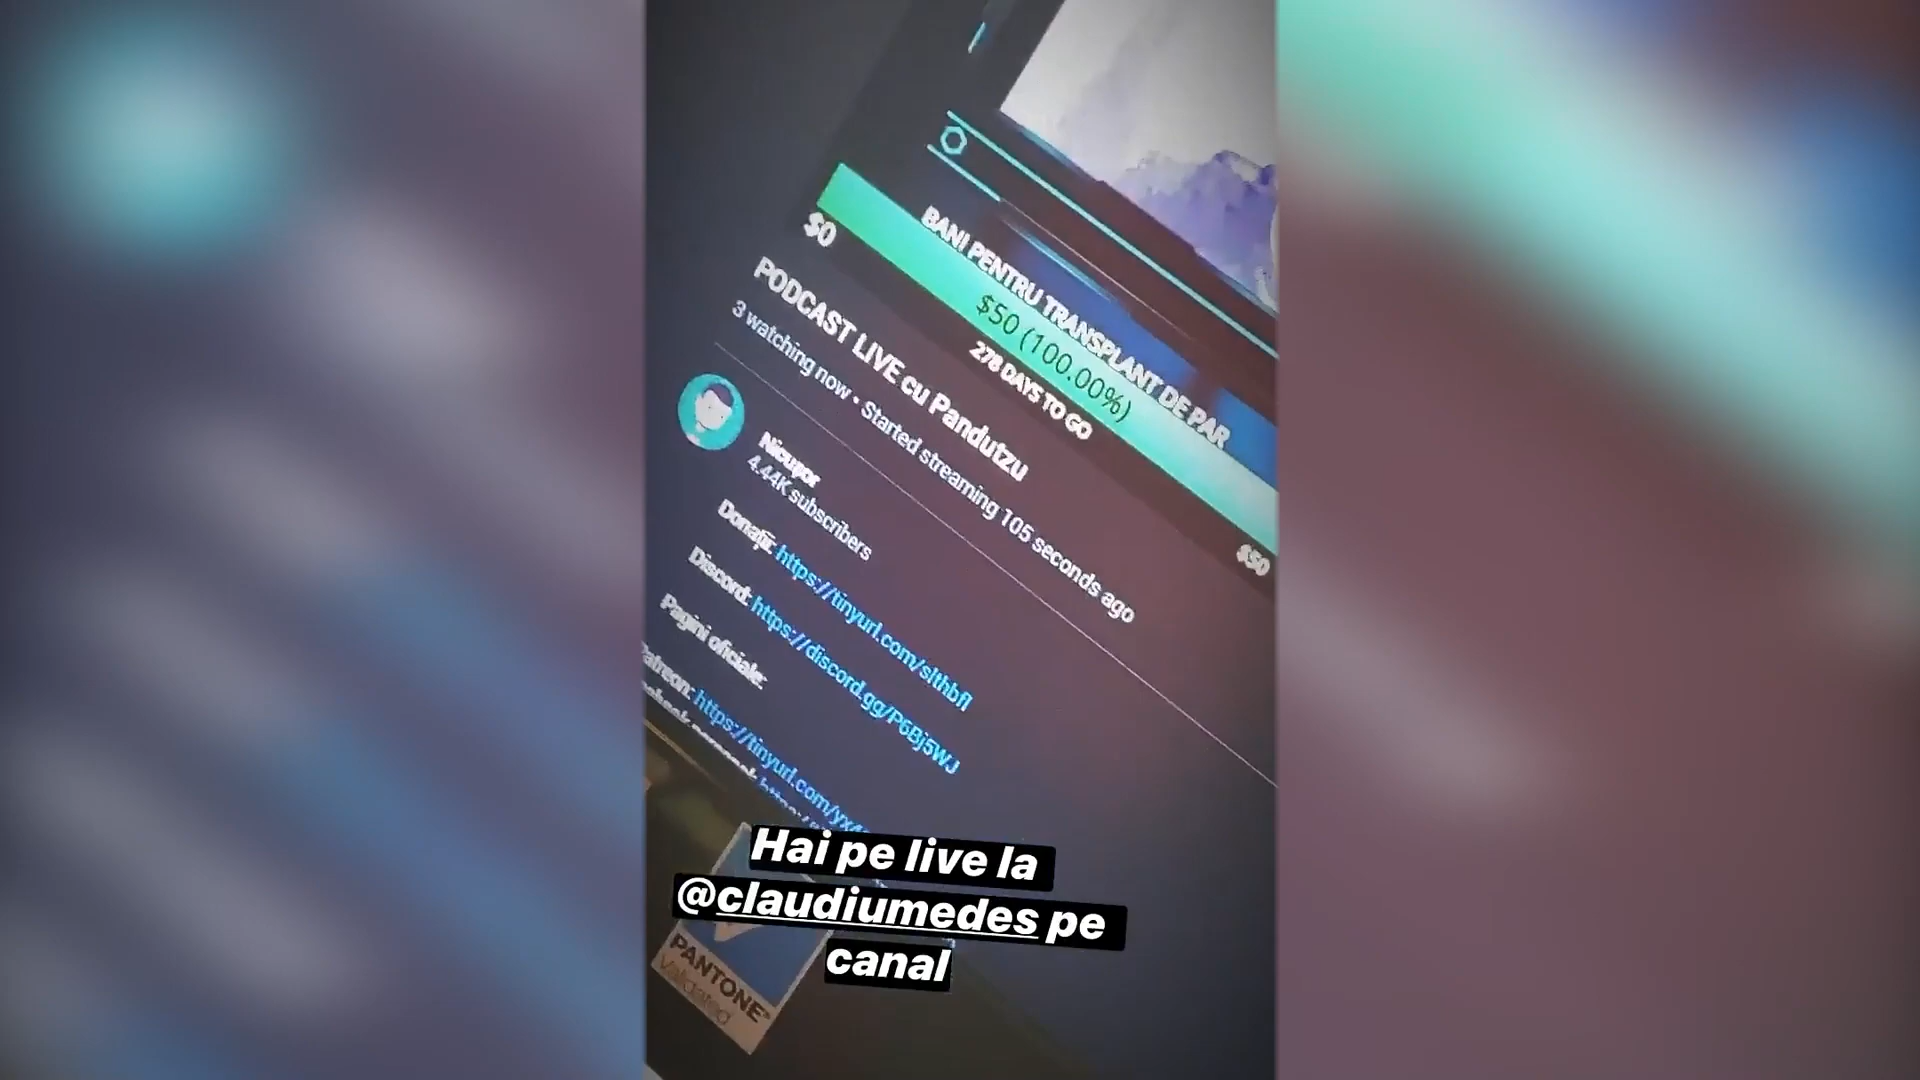 BANI PENTRU TRANSPLANT DE PAR
$50 (100.00%)
$0
278 DAYS TO GO
$50
PODCAST LIVE cu Pandutzu
3 watching now • Started streaming 105 seconds ago
4.44K subscribers
Donații: https://tinyurl.com/slthbfl
Discord: https://discord.gg/P6Bj5WJ
Pagini oficiale:
https://tinyurl.com/yx
Hai pe live la
@claudiumedes pe
canal
PANTONE
Validated